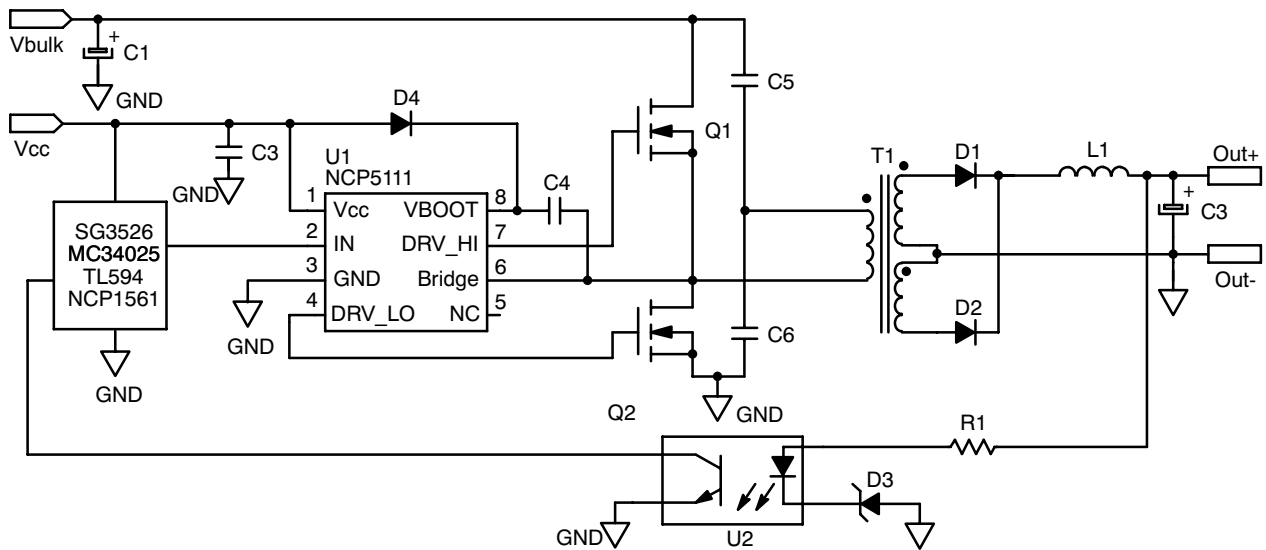 Vbulk
+
C1
GND
C5
D4
Vcc
Q1
C3
U1
NCP5111
GND
C4
T1
D1
L1
Out+
+
C3
1
Vcc
VBOOT
8
SG3526
MC34025
TL594
NCP1561
2
IN
DRV_HI
7
3
GND
Bridge
6
4
DRV_LO
NC
5
Out-
D2
C6
GND
GND
Q2
GND
R1
D3
GND
U2